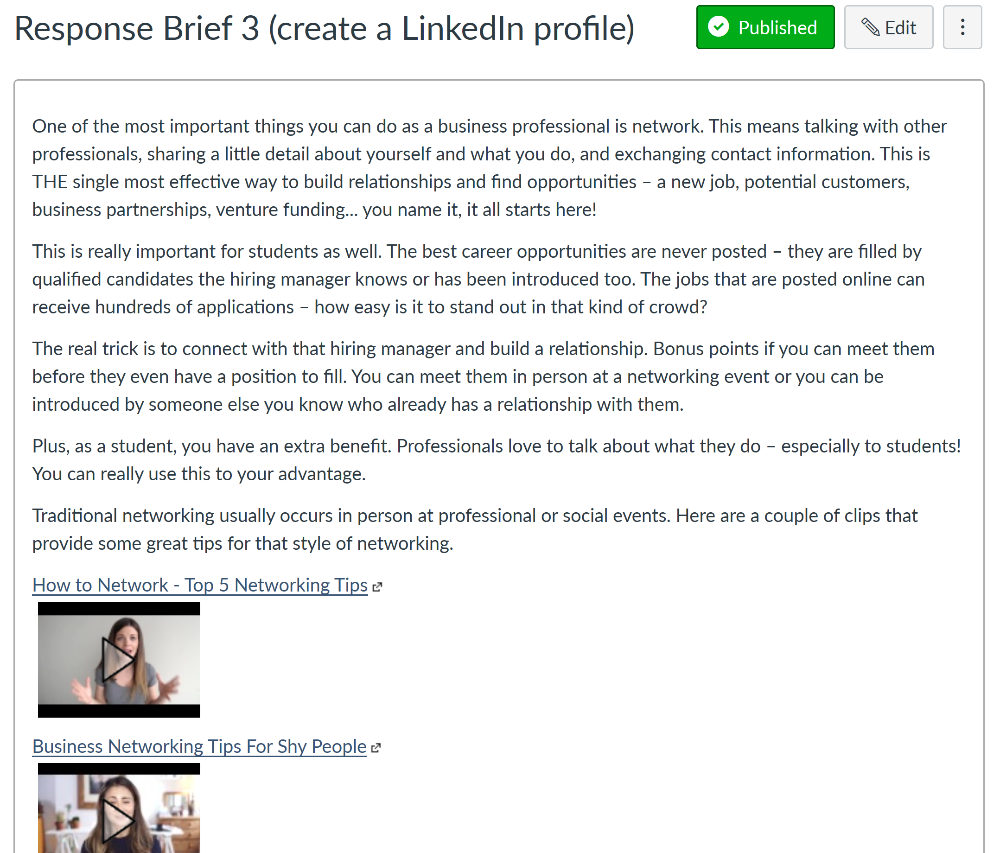 Response Brief 3 (create a LinkedIn profile)
Published
Edit
One of the most important things you can do as a business professional is network. This means talking with other
professionals, sharing a little detail about yourself and what you do, and exchanging contact information. This is
THE single most effective way to build relationships and find opportunities – a new job, potential customers,
business partnerships, venture funding... you name it, it all starts here!
This is really important for students as well. The best career opportunities are never posted – they are filled by
qualified candidates the hiring manager knows or has been introduced too. The jobs that are posted online can
receive hundreds of applications – how easy is it to stand out in that kind of crowd?
The real trick is to connect with that hiring manager and build a relationship. Bonus points if you can meet them
before they even have a position to fill. You can meet them in person at a networking event or you can be
introduced by someone else you know who already has a relationship with them.
Plus, as a student, you have an extra benefit. Professionals love to talk about what they do – especially to students!
You can really use this to your advantage.
Traditional networking usually occurs in person at professional or social events. Here are a couple of clips that
provide some great tips for that style of networking.
How to Network - Top 5 Networking Tips
Business Networking Tips For Shy People